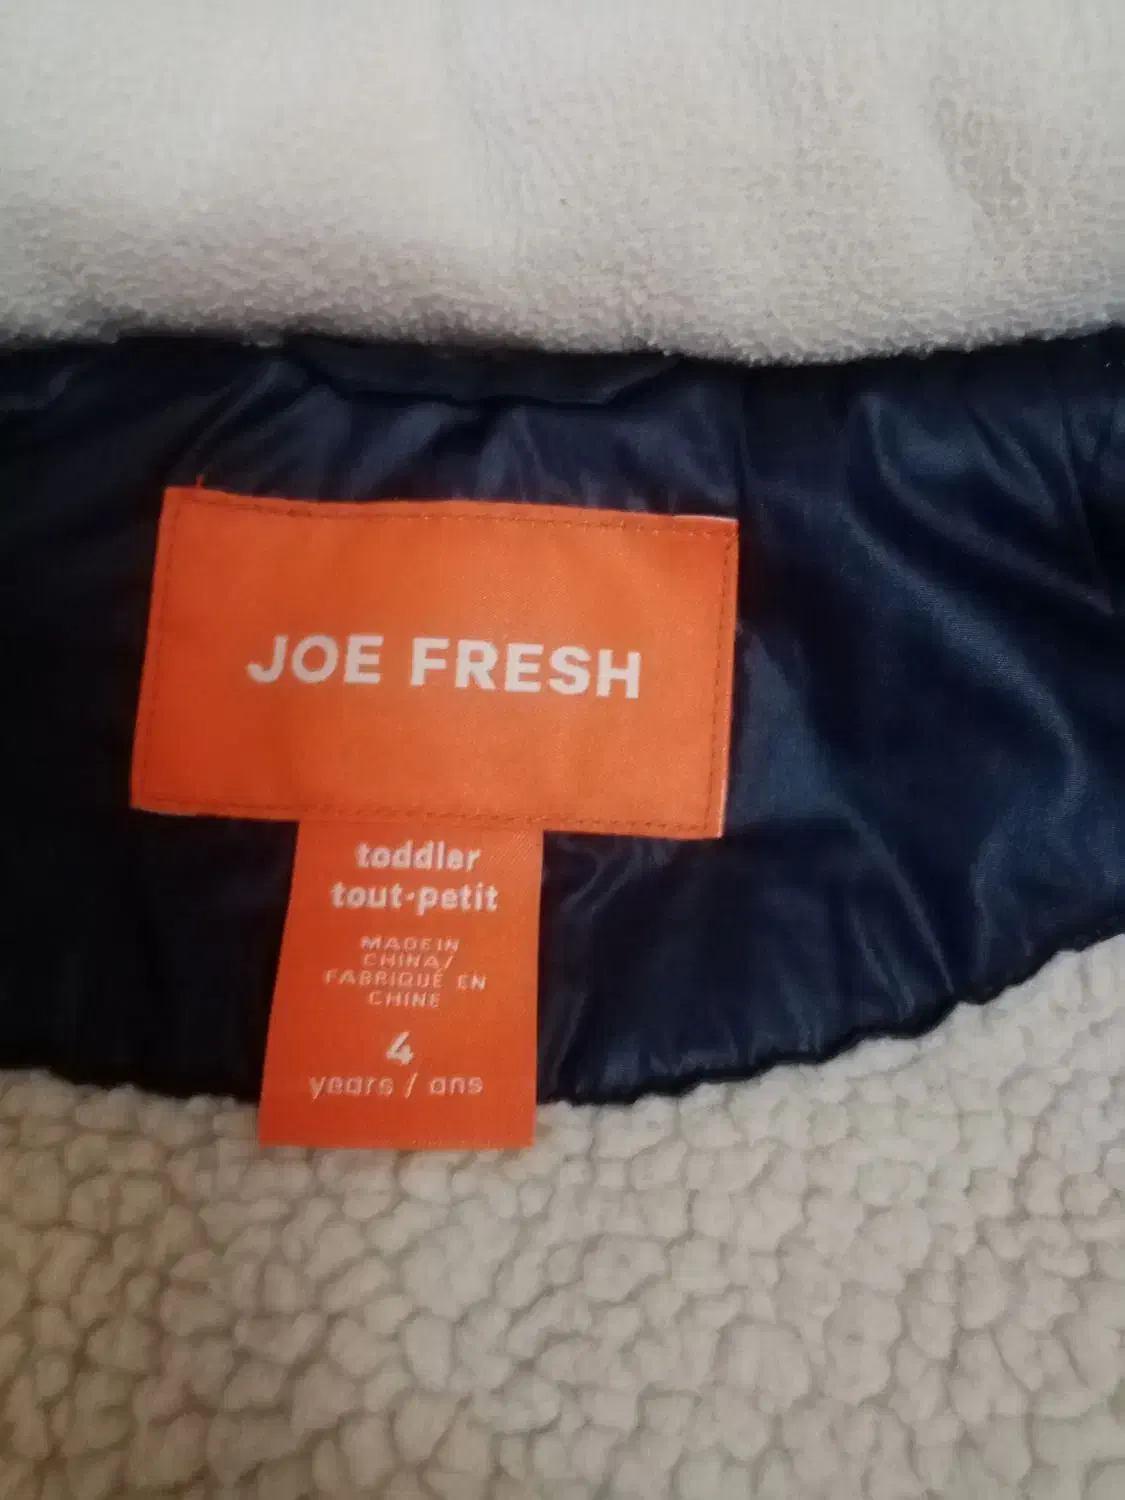 JOE FRESH
toddler
tout-petit
MADE IN
CHINA/
FABRIQUÉ EN
CHINE
4
years / ans